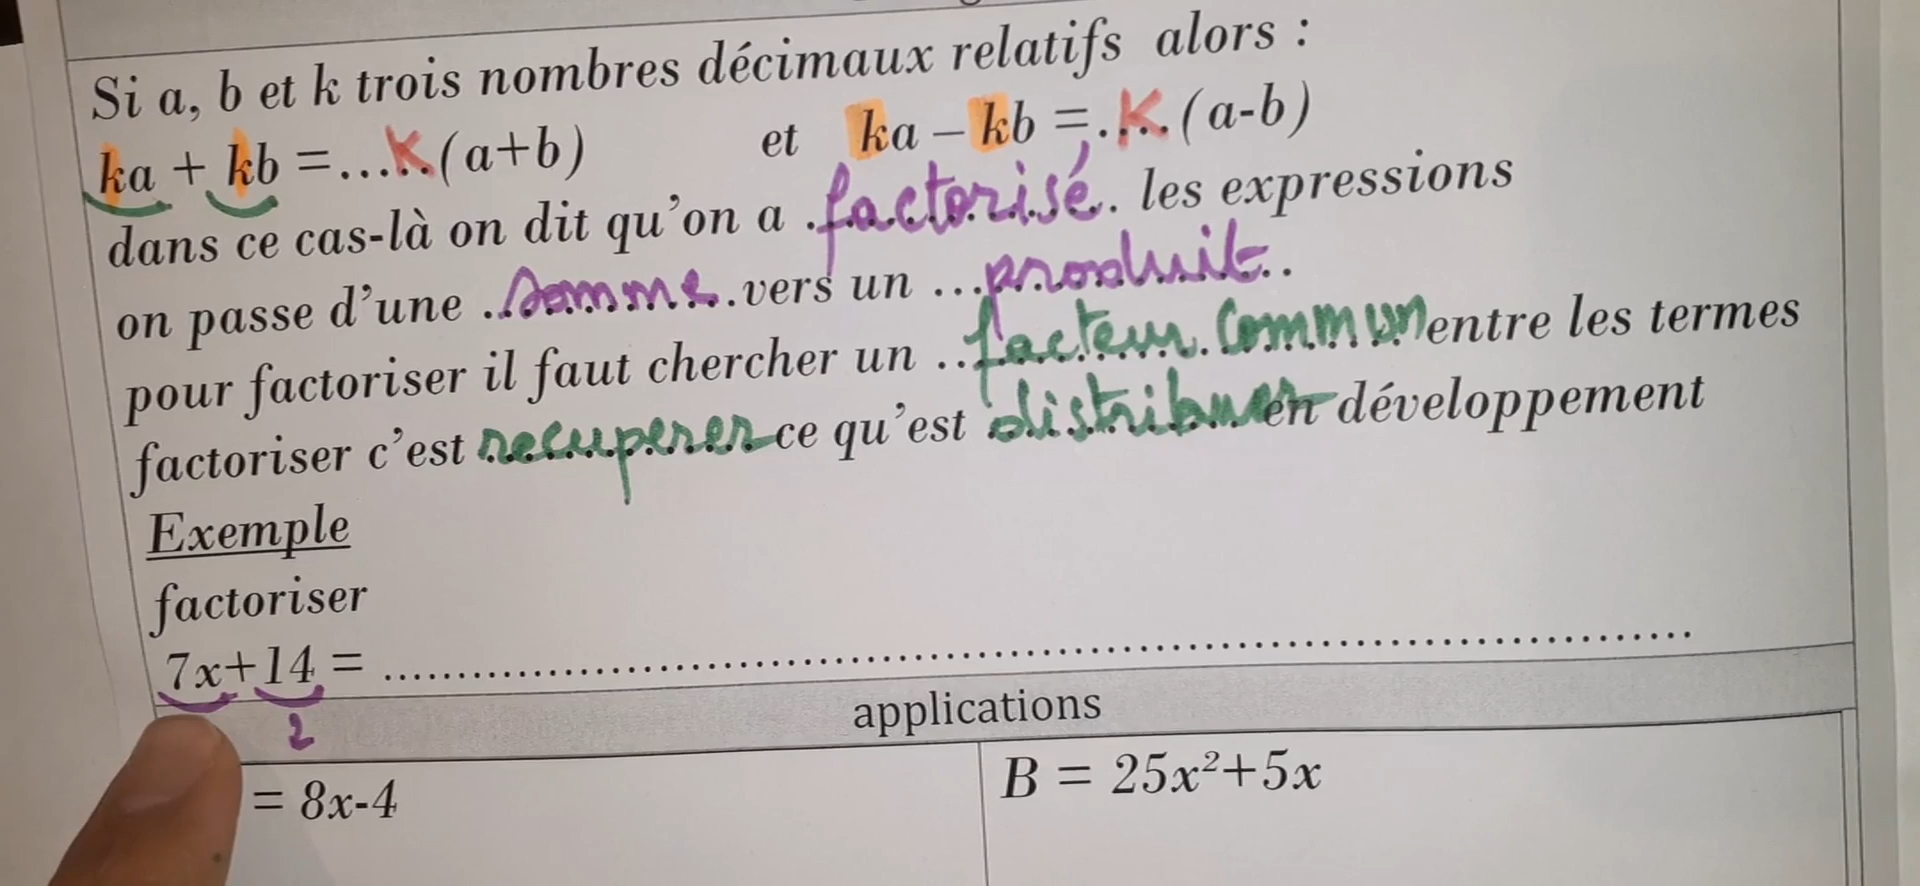 Si a, b et k trois nombres décimaux relatifs alors :
ka + kb =.....K(a+b) et ka – kb =....K(a-b)
dans ce cas-là on dit qu'on a .factorisé. les expressions
on passe d'une .somme.vers un ...produit..
pour factoriser il faut chercher un ..facteur commun entre les termes
factoriser c'est recuperer ce qu'est distribuer en développement
Exemple
factoriser
7x+14 = ................................................................................
2
applications
= 8x-4
B = 25x²+5x